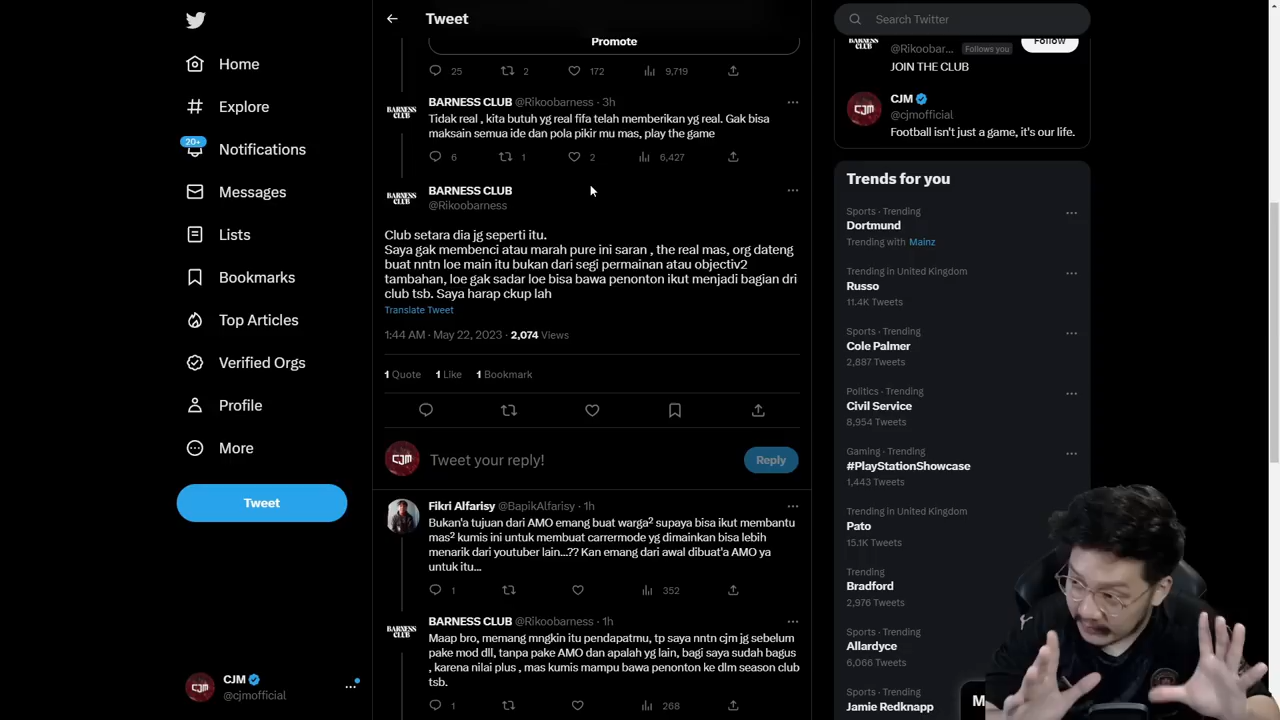 Tweet
Promote
25 2 172 9,719
BARNESS CLUB
BARNESS CLUB @Rikoobarness · 3h
Tidak real , kita butuh yg real fifa telah memberikan yg real. Gak bisa
maksain semua ide dan pola pikir mu mas, play the game
6 1 2 6,427
BARNESS CLUB
BARNESS CLUB
@Rikoobarness
Club setara dia jg seperti itu.
Saya gak membenci atau marah pure ini saran , the real mas, org dateng
buat nntn loe main itu bukan dari segi permainan atau objectiv2
tambahan, loe gak sadar loe bisa bawa penonton ikut menjadi bagian dri
club tsb. Saya harap ckup lah
Translate Tweet
1:44 AM · May 22, 2023 · 2,074 Views
1 Quote 1 Like 1 Bookmark
CJM
Tweet your reply!
Reply
Fikri Alfarisy @BapikAlfarisy · 1h
Bukan'a tujuan dari AMO emang buat warga² supaya bisa ikut membantu
mas² kumis ini untuk membuat carrermode yg dimainkan bisa lebih
menarik dari youtuber lain...?? Kan emang dari awal dibuat'a AMO ya
untuk itu...
1 352
BARNESS CLUB
BARNESS CLUB @Rikoobarness · 1h
Maap bro, memang mngkin itu pendapatmu, tp saya nntn cjm jg sebelum
pake mod dll, tanpa pake AMO dan apalah yg lain, bagi saya sudah bagus
, karena nilai plus , mas kumis mampu bawa penonton ke dlm season club
tsb.
1 268
Home
Explore
20+
Notifications
Messages
Lists
Bookmarks
Top Articles
Verified Orgs
Profile
More
Tweet
CJM
CJM
@cjmofficial
Search Twitter
BARNESS
CLUB
@Rikoobar... Follows you
Follow
JOIN THE CLUB
CJM
CJM
@cjmofficial
Football isn't just a game, it's our life.
Trends for you
Sports · Trending
Dortmund
Trending with Mainz
Trending in United Kingdom
Russo
11.4K Tweets
Sports · Trending
Cole Palmer
2,887 Tweets
Politics · Trending
Civil Service
8,954 Tweets
Gaming · Trending
#PlayStationShowcase
1,443 Tweets
Trending in United Kingdom
Pato
15.1K Tweets
Trending
Bradford
2,976 Tweets
Sports · Trending
Allardyce
6,066 Tweets
Sports · Trending
Jamie Redknapp
M